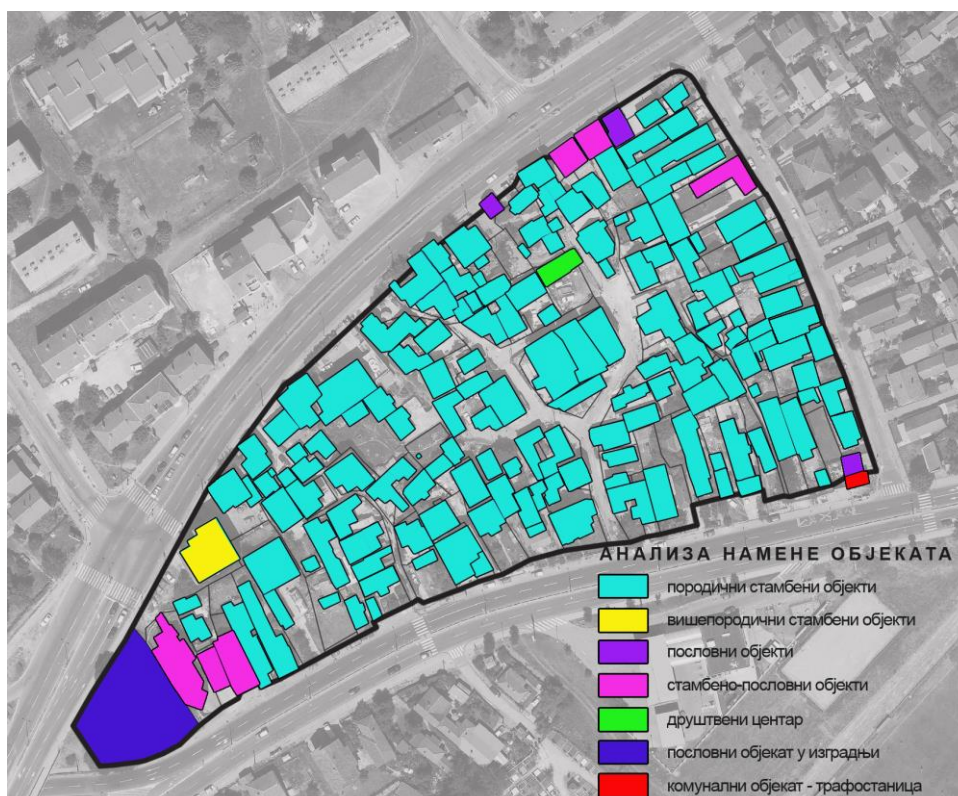 АНАЛИЗА НАМЕНЕ ОБЈЕКАТА
породични стамбени објекти
вишепородични стамбени објекти
пословни објекти
стамбено-пословни објекти
друштвени центар
пословни објекат у изградњи
комунални објекат - трафостаница